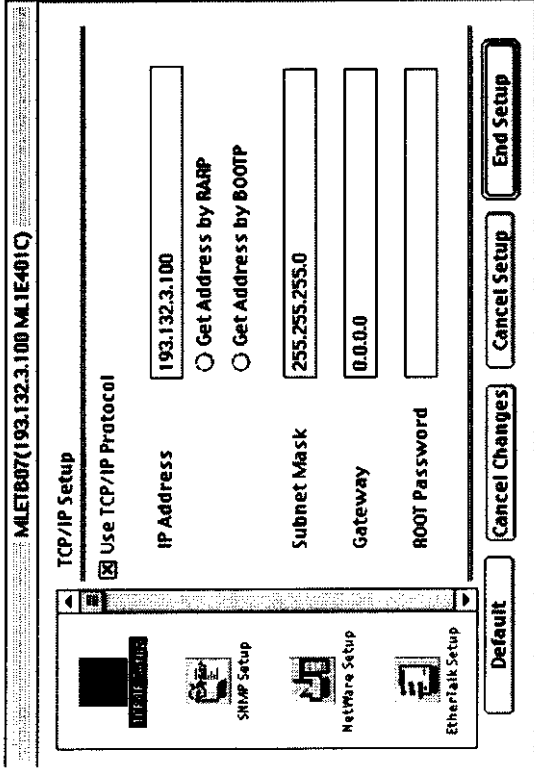 MLETB07(193.132.3.100 ML1E401C)
TCP/IP Setup
Use TCP/IP Protocol
IP Address
193.132.3.100
Get Address by RARP
Get Address by BOOTP
Subnet Mask
255.255.255.0
Gateway
0.0.0.0
ROOT Password
SNMP Setup
NetWare Setup
EtherTalk Setup
Default
Cancel Changes
Cancel Setup
End Setup